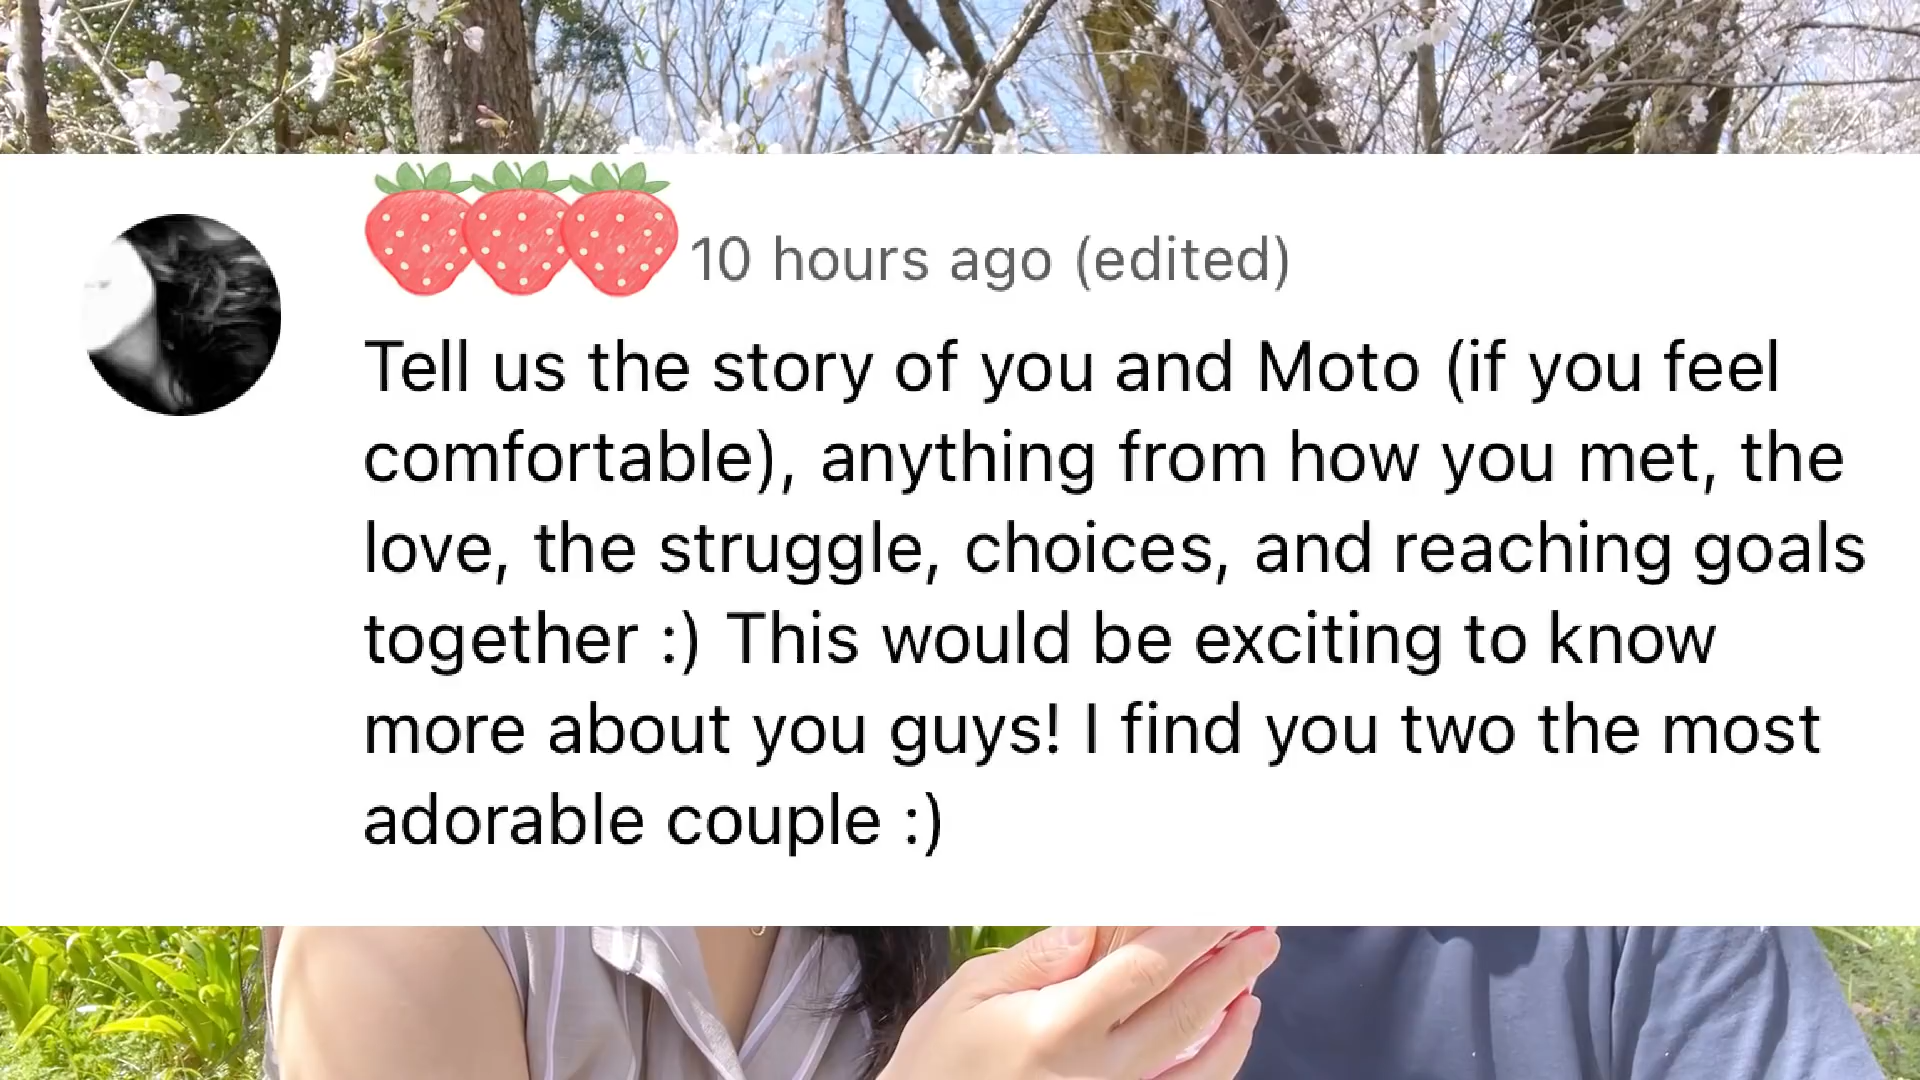 10 hours ago (edited)
Tell us the story of you and Moto (if you feel
comfortable), anything from how you met, the
love, the struggle, choices, and reaching goals
together :) This would be exciting to know
more about you guys! I find you two the most
adorable couple :)